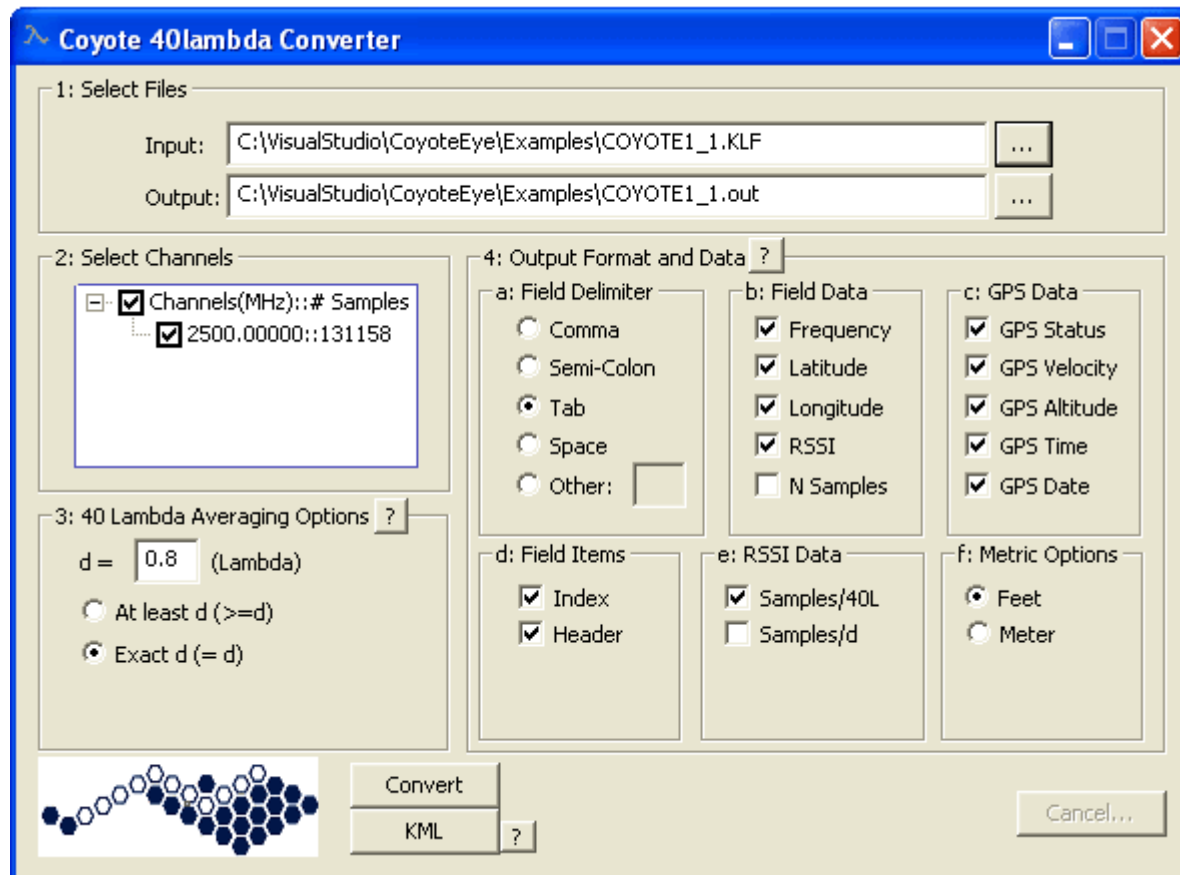 Coyote 40lambda Converter
1: Select Files
Input: C:\VisualStudio\CoyoteEye\Examples\COYOTE1_1.KLF ...
Output: C:\VisualStudio\CoyoteEye\Examples\COYOTE1_1.out ...
2: Select Channels
Channels(MHz)::# Samples
2500.00000::131158
3: 40 Lambda Averaging Options ?
d = 0.8 (Lambda)
At least d (>=d)
Exact d (= d)
4: Output Format and Data ?
a: Field Delimiter
Comma
Semi-Colon
Tab
Space
Other:
b: Field Data
Frequency
Latitude
Longitude
RSSI
N Samples
c: GPS Data
GPS Status
GPS Velocity
GPS Altitude
GPS Time
GPS Date
d: Field Items
Index
Header
e: RSSI Data
Samples/40L
Samples/d
f: Metric Options
Feet
Meter
Convert
KML ?
Cancel...